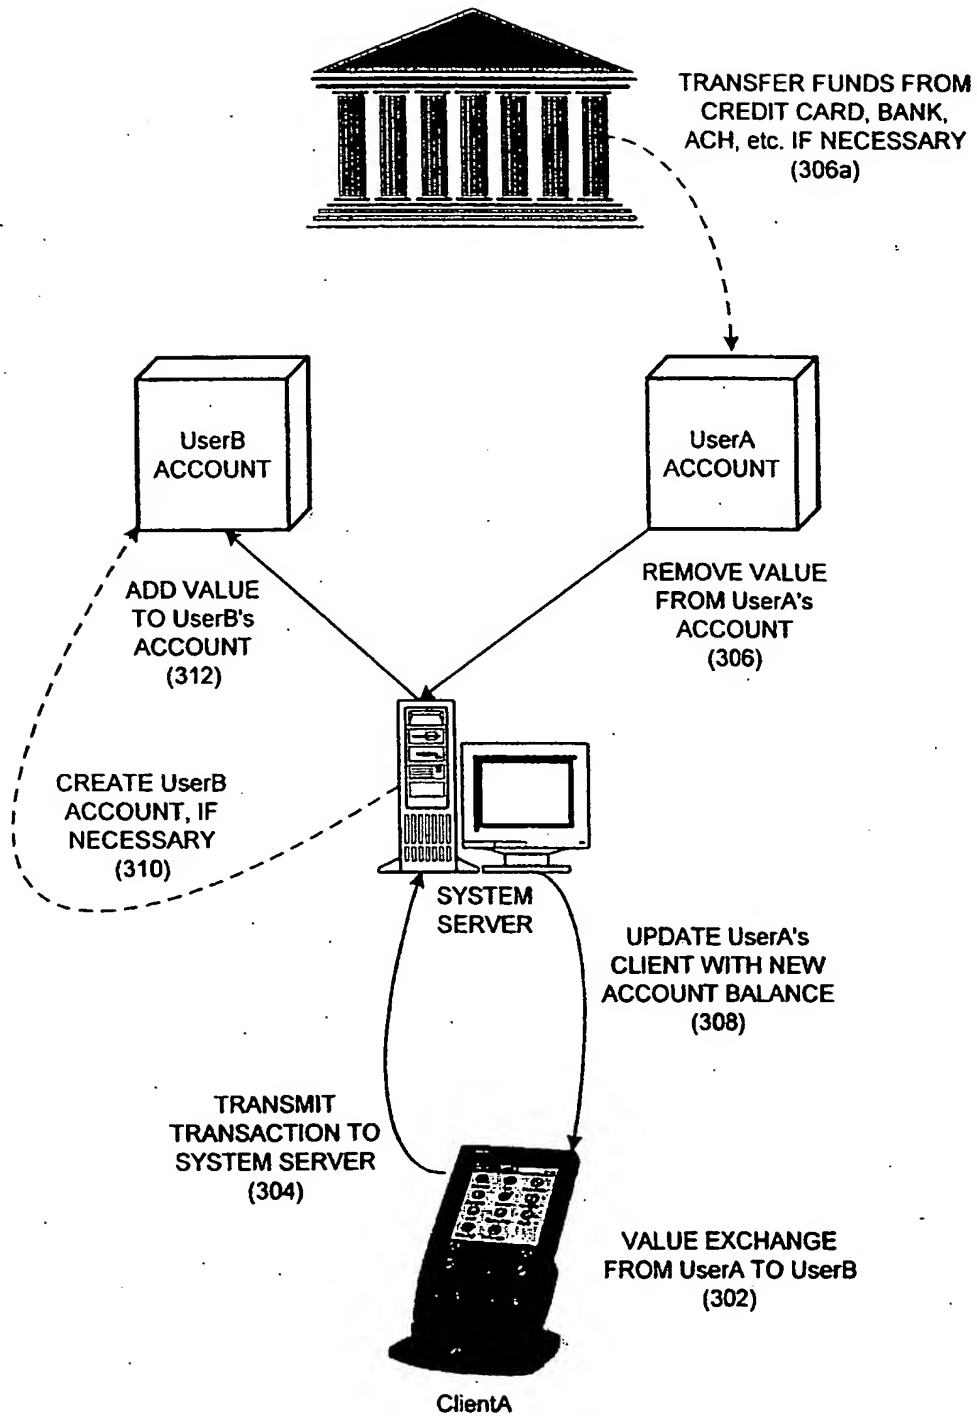 TRANSFER FUNDS FROM
CREDIT CARD, BANK,
ACH, etc. IF NECESSARY
(306a)
UserB
ACCOUNT
UserA
ACCOUNT
ADD VALUE
TO UserB's
ACCOUNT
(312)
REMOVE VALUE
FROM UserA's
ACCOUNT
(306)
CREATE UserB
ACCOUNT, IF
NECESSARY
(310)
SYSTEM
SERVER
UPDATE UserA's
CLIENT WITH NEW
ACCOUNT BALANCE
(308)
TRANSMIT
TRANSACTION TO
SYSTEM SERVER
(304)
VALUE EXCHANGE
FROM UserA TO UserB
(302)
ClientA